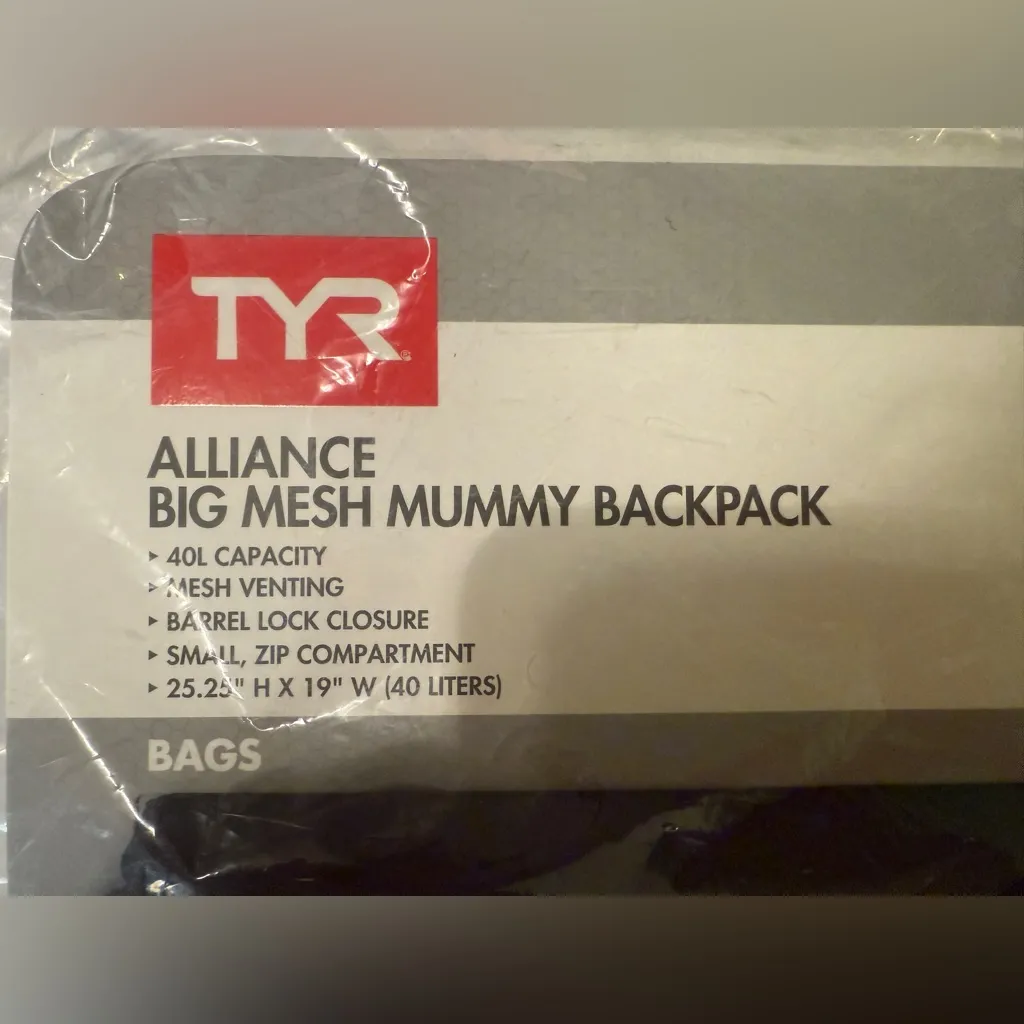 TYR®
ALLIANCE
BIG MESH MUMMY BACKPACK
▸ 40L CAPACITY
▸ MESH VENTING
▸ BARREL LOCK CLOSURE
▸ SMALL, ZIP COMPARTMENT
▸ 25.25" H X 19" W (40 LITERS)
BAGS